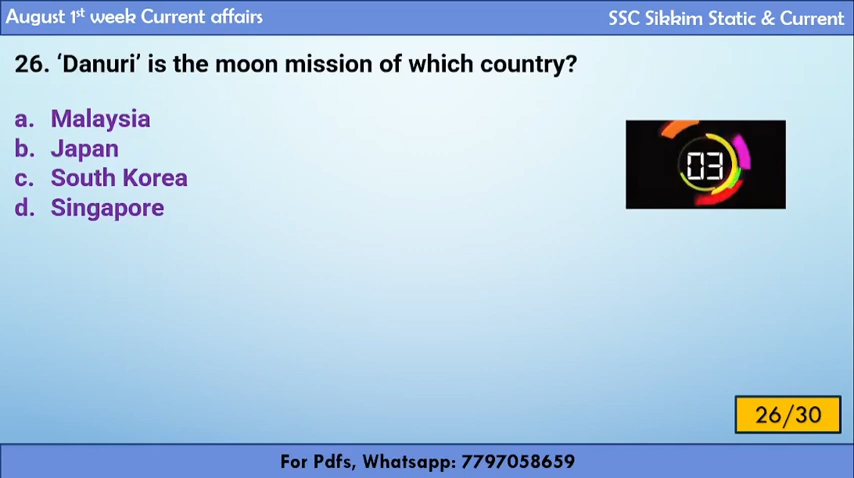 August 1st week Current affairs
SSC Sikkim Static & Current
26. ‘Danuri’ is the moon mission of which country?
a. Malaysia
b. Japan
c. South Korea
d. Singapore
03
26/30
For Pdfs, Whatsapp: 7797058659